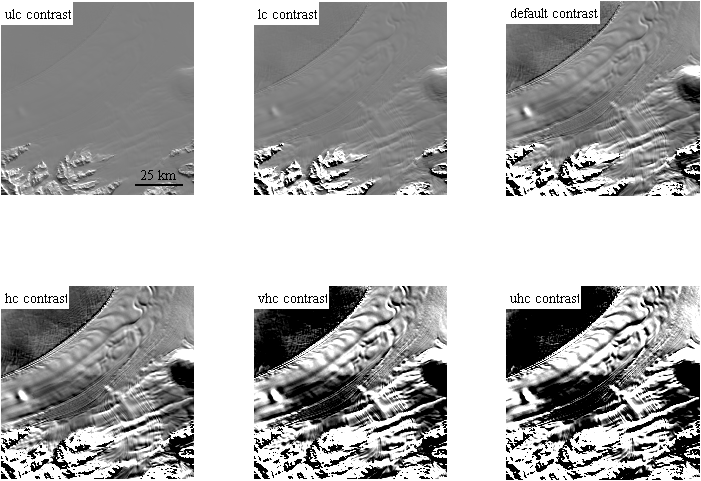 ulc contrast
lc contrast
default contrast
25 km
hc contrast
vhc contrast
uhc contrast